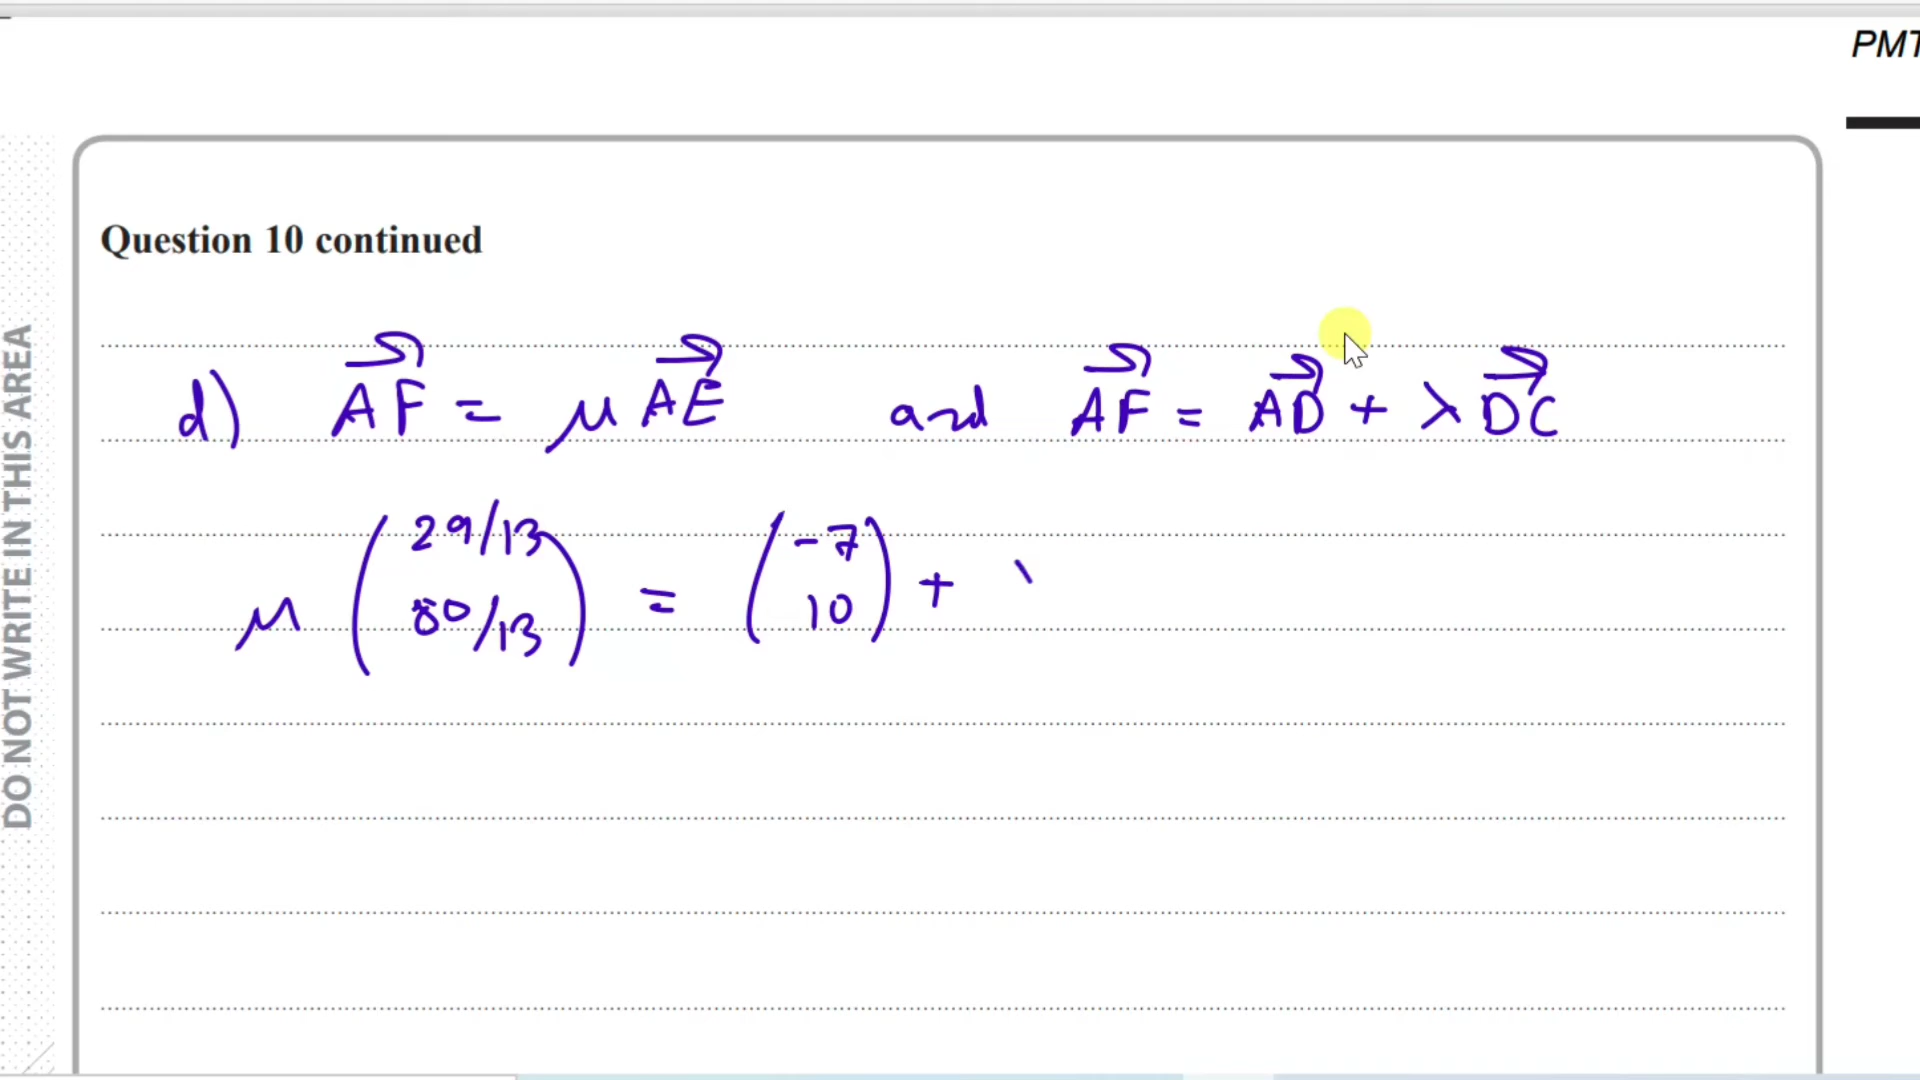 PMT
DO NOT WRITE IN THIS AREA
Question 10 continued
d) →AF = μ →AE and →AF = →AD + λ →DC
μ (29/13 80/13) = (-7 10) +